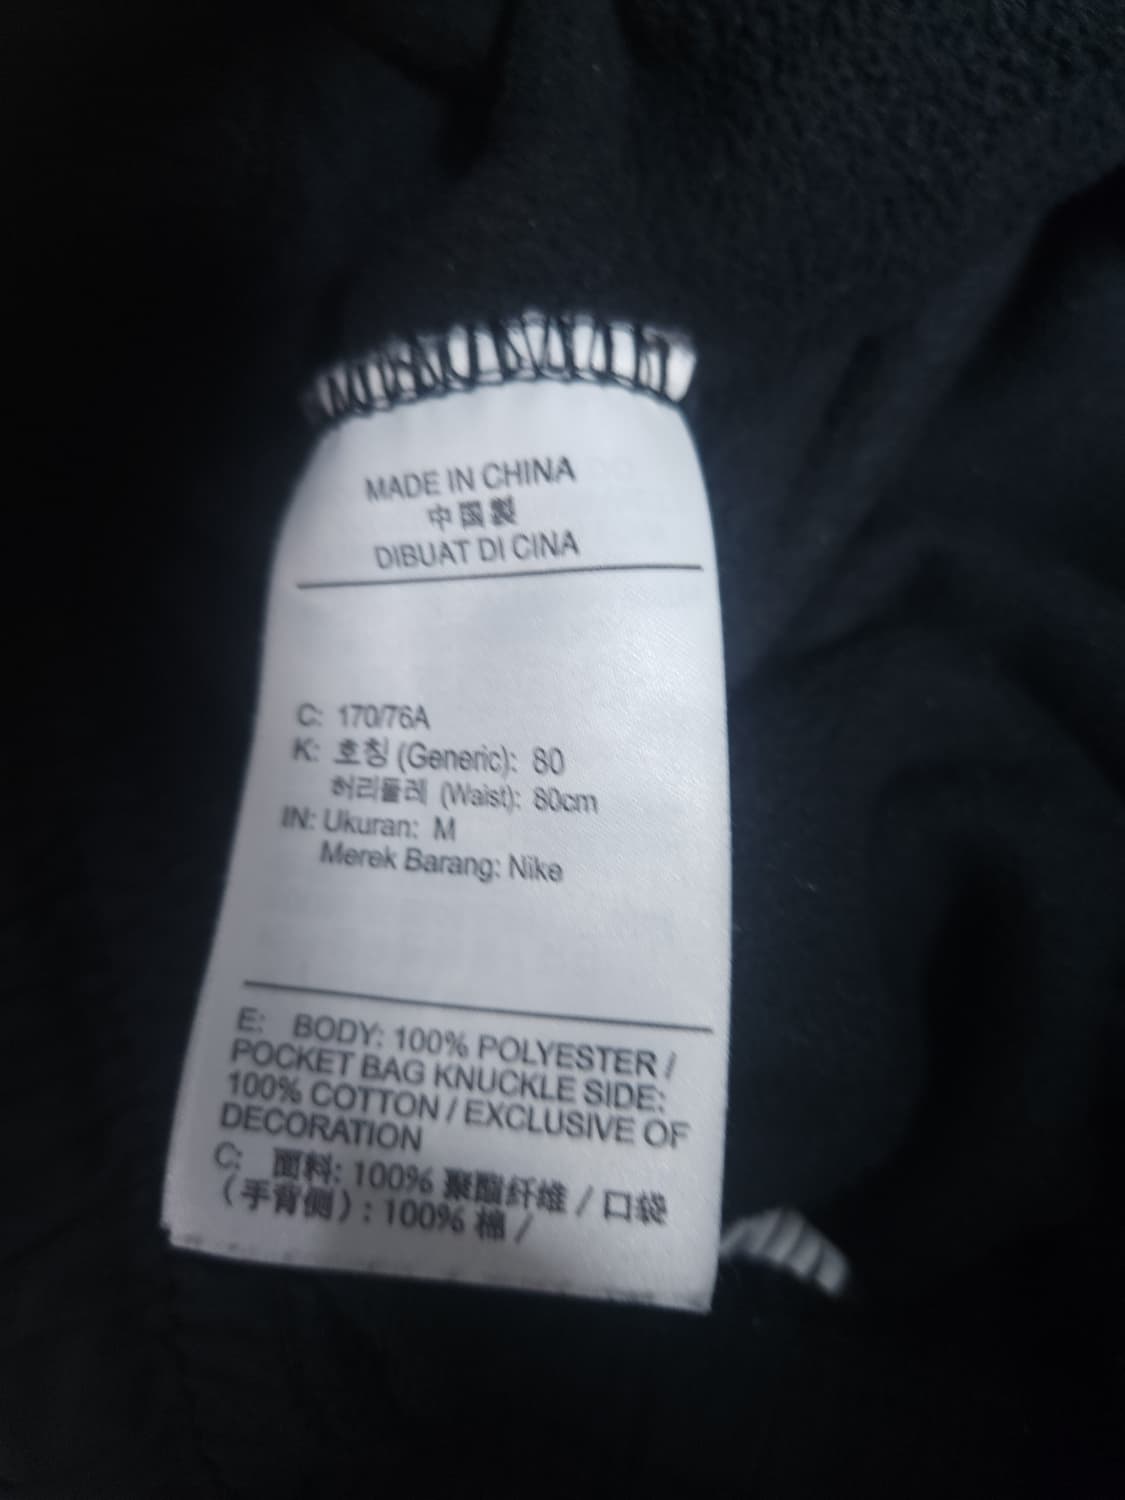 MADE IN CHINA
中国製
DIBUAT DI CINA
C: 170/76A
K: 호칭 (Generic): 80
허리둘레 (Waist): 80cm
IN: Ukuran: M
Merek Barang: Nike
E: BODY: 100% POLYESTER /
POCKET BAG KNUCKLE SIDE:
100% COTTON / EXCLUSIVE OF
DECORATION
C: 面料: 100% 聚酯纤维 / 口袋
(手背侧) : 100% 棉 /